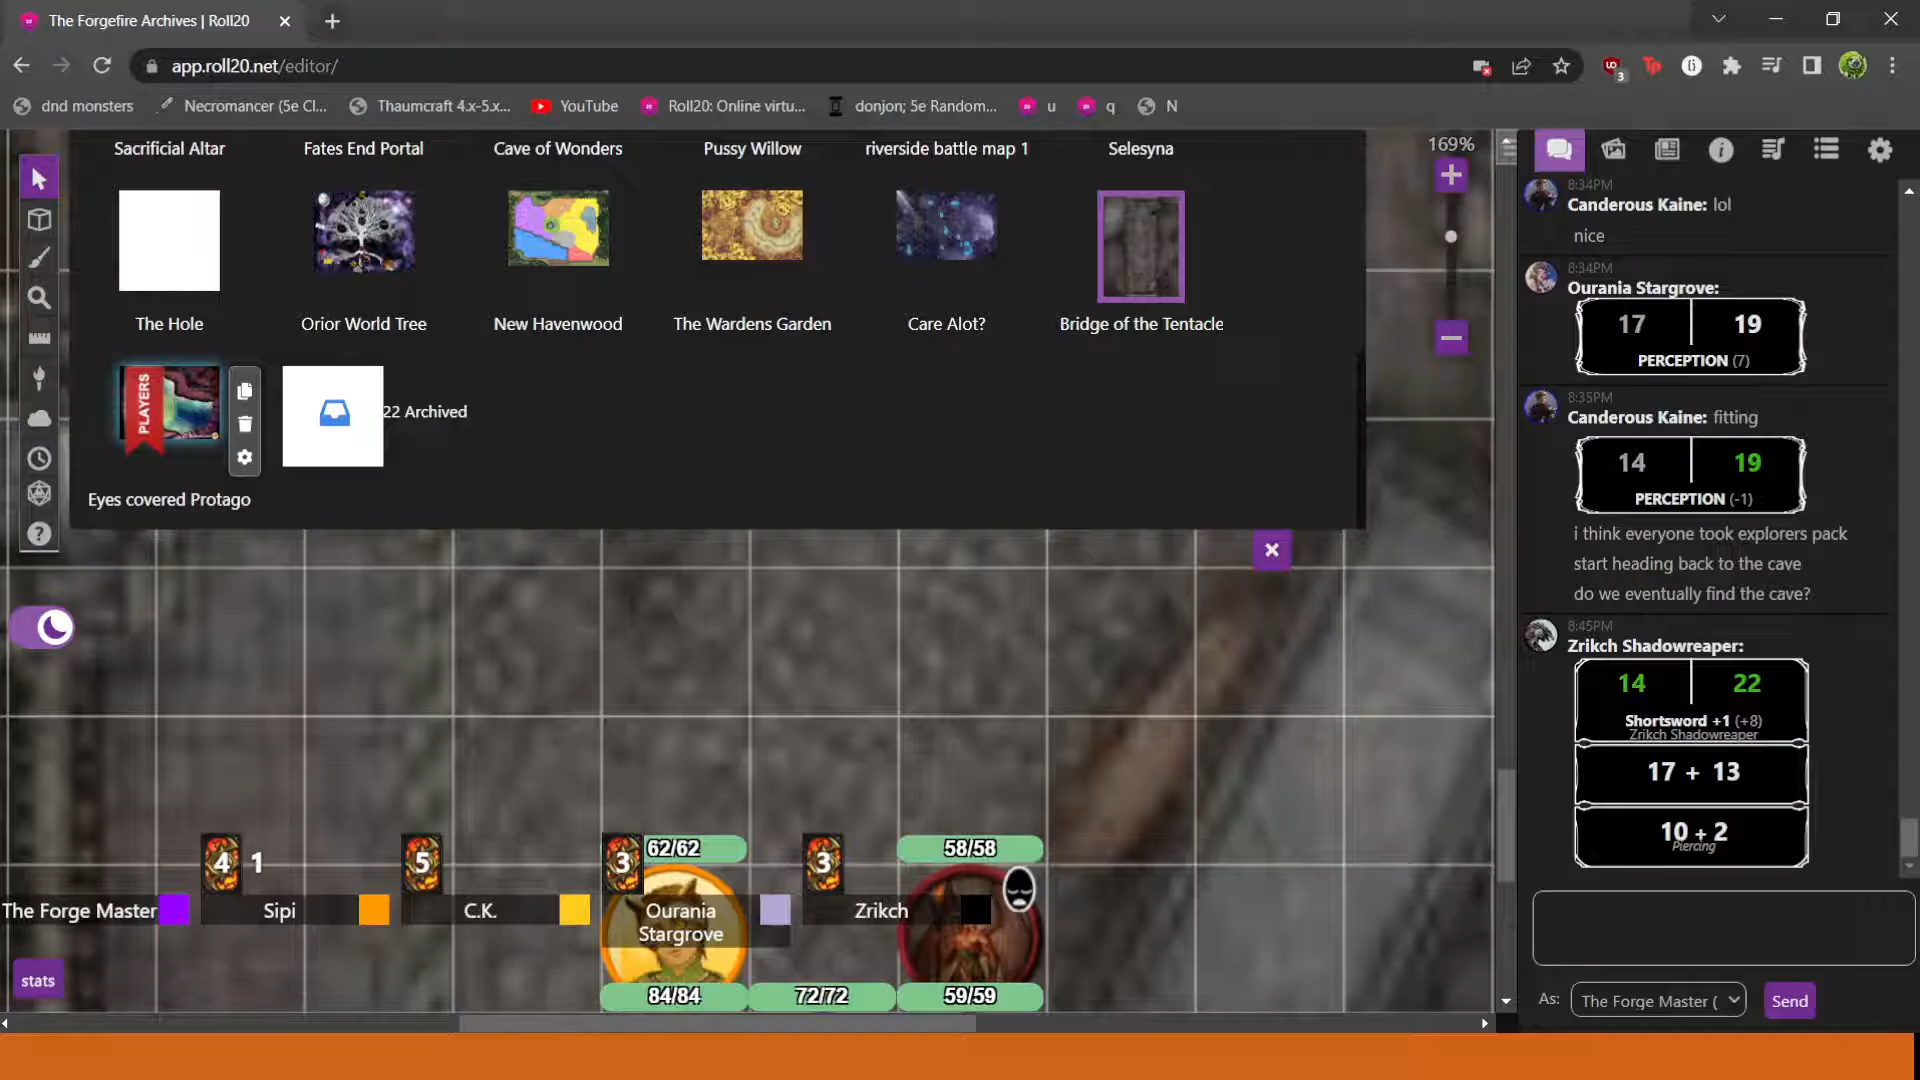 The Forgefire Archives | Roll20
app.roll20.net/editor/
3
dnd monsters
Necromancer (5e Cl...
Thaumcraft 4.x-5.x...
YouTube
Roll20: Online virtu...
donjon; 5e Random...
u
q
N
Sacrificial Altar
Fates End Portal
Cave of Wonders
Pussy Willow
riverside battle map 1
Selesyna
The Hole
Orior World Tree
New Havenwood
The Wardens Garden
Care Alot?
Bridge of the Tentacle
PLAYERS
22 Archived
Eyes covered Protago
169%
8:34PM
Canderous Kaine: lol
nice
8:34PM
Ourania Stargrove:
17 19
PERCEPTION (7)
8:35PM
Canderous Kaine: fitting
14 19
PERCEPTION (-1)
i think everyone took explorers pack
start heading back to the cave
do we eventually find the cave?
8:45PM
Zrikch Shadowreaper:
14 22
Shortsword +1 (+8)
Zrikch Shadowreaper
17 + 13
10 + 2
Piercing
4 1
5
3
62/62
3
58/58
The Forge Master
Sipi
C.K.
Ourania
Stargrove
Zrikch
84/84
72/72
59/59
stats
As:
The Forge Master (
Send